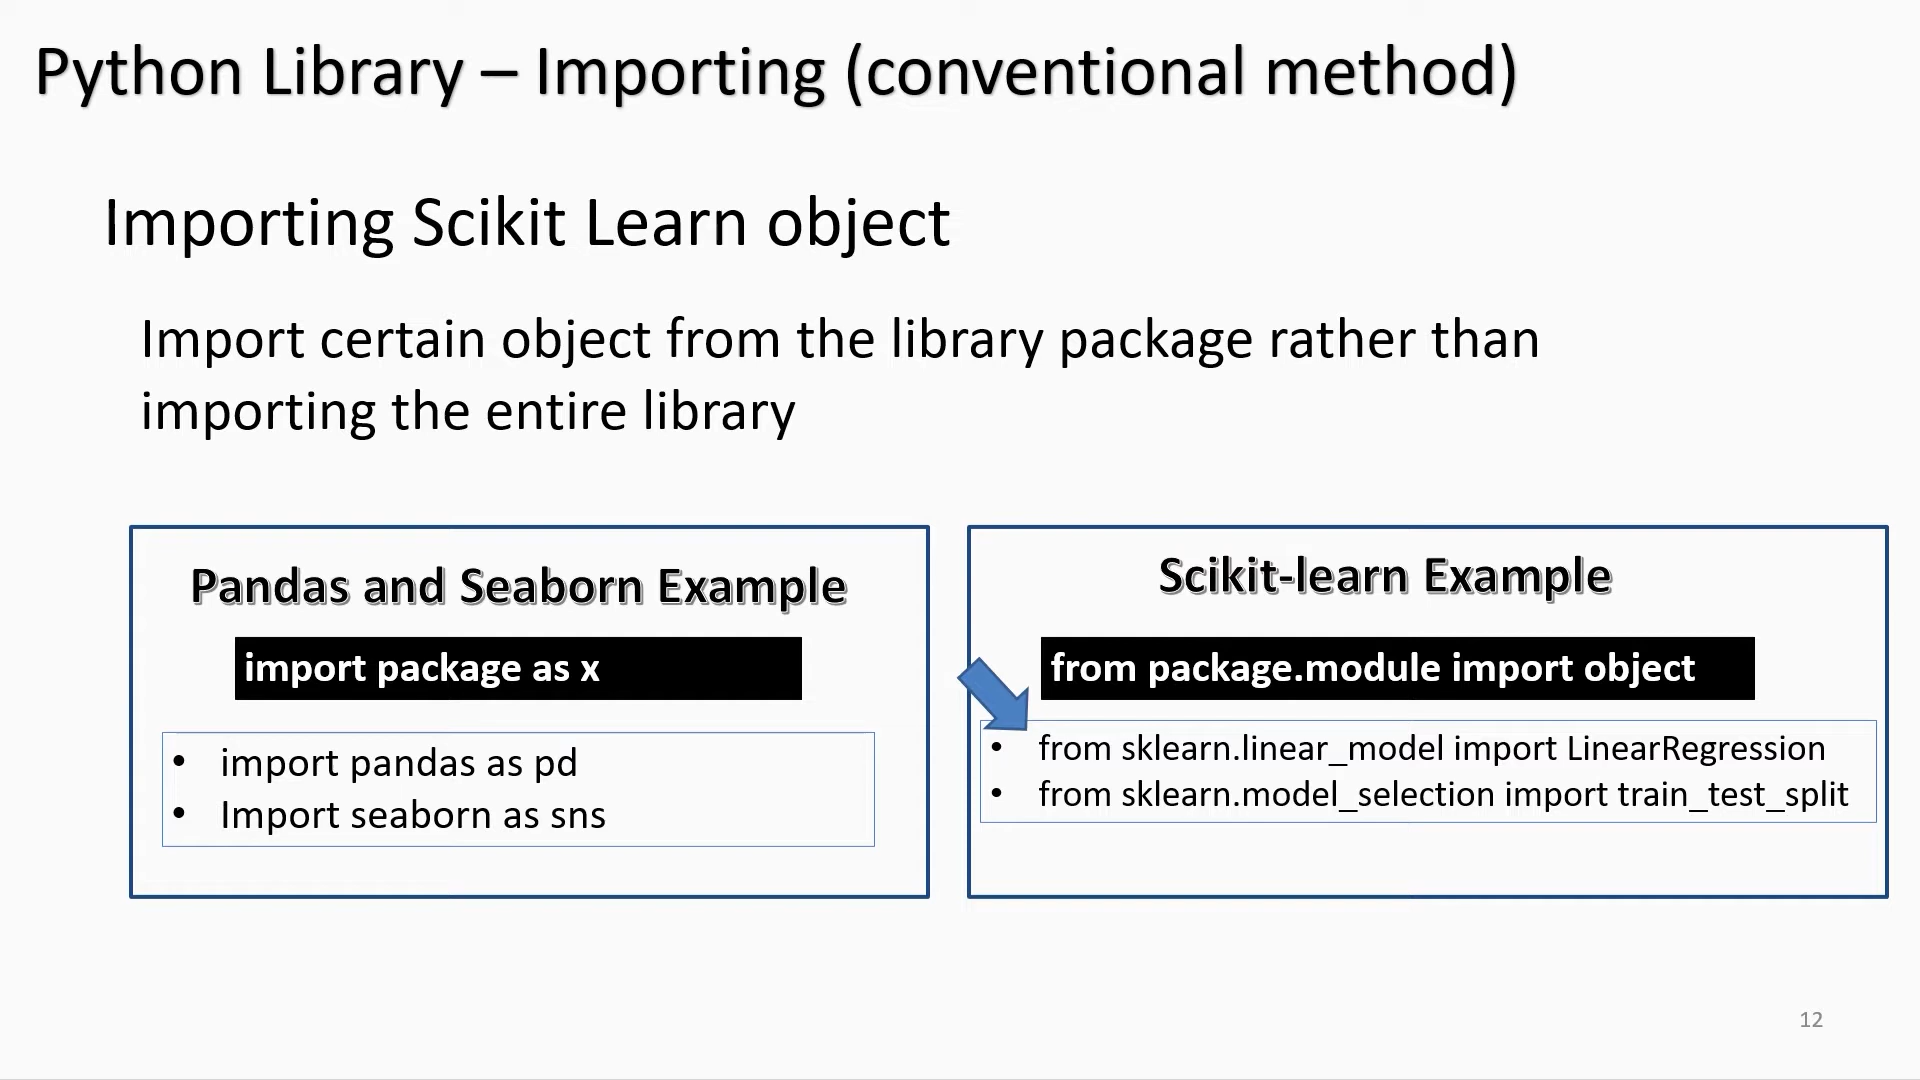 Python Library – Importing (conventional method)
Importing Scikit Learn object
Import certain object from the library package rather than
importing the entire library
Pandas and Seaborn Example
import package as x
• import pandas as pd
• Import seaborn as sns
Scikit-learn Example
from package.module import object
• from sklearn.linear_model import LinearRegression
• from sklearn.model_selection import train_test_split
12